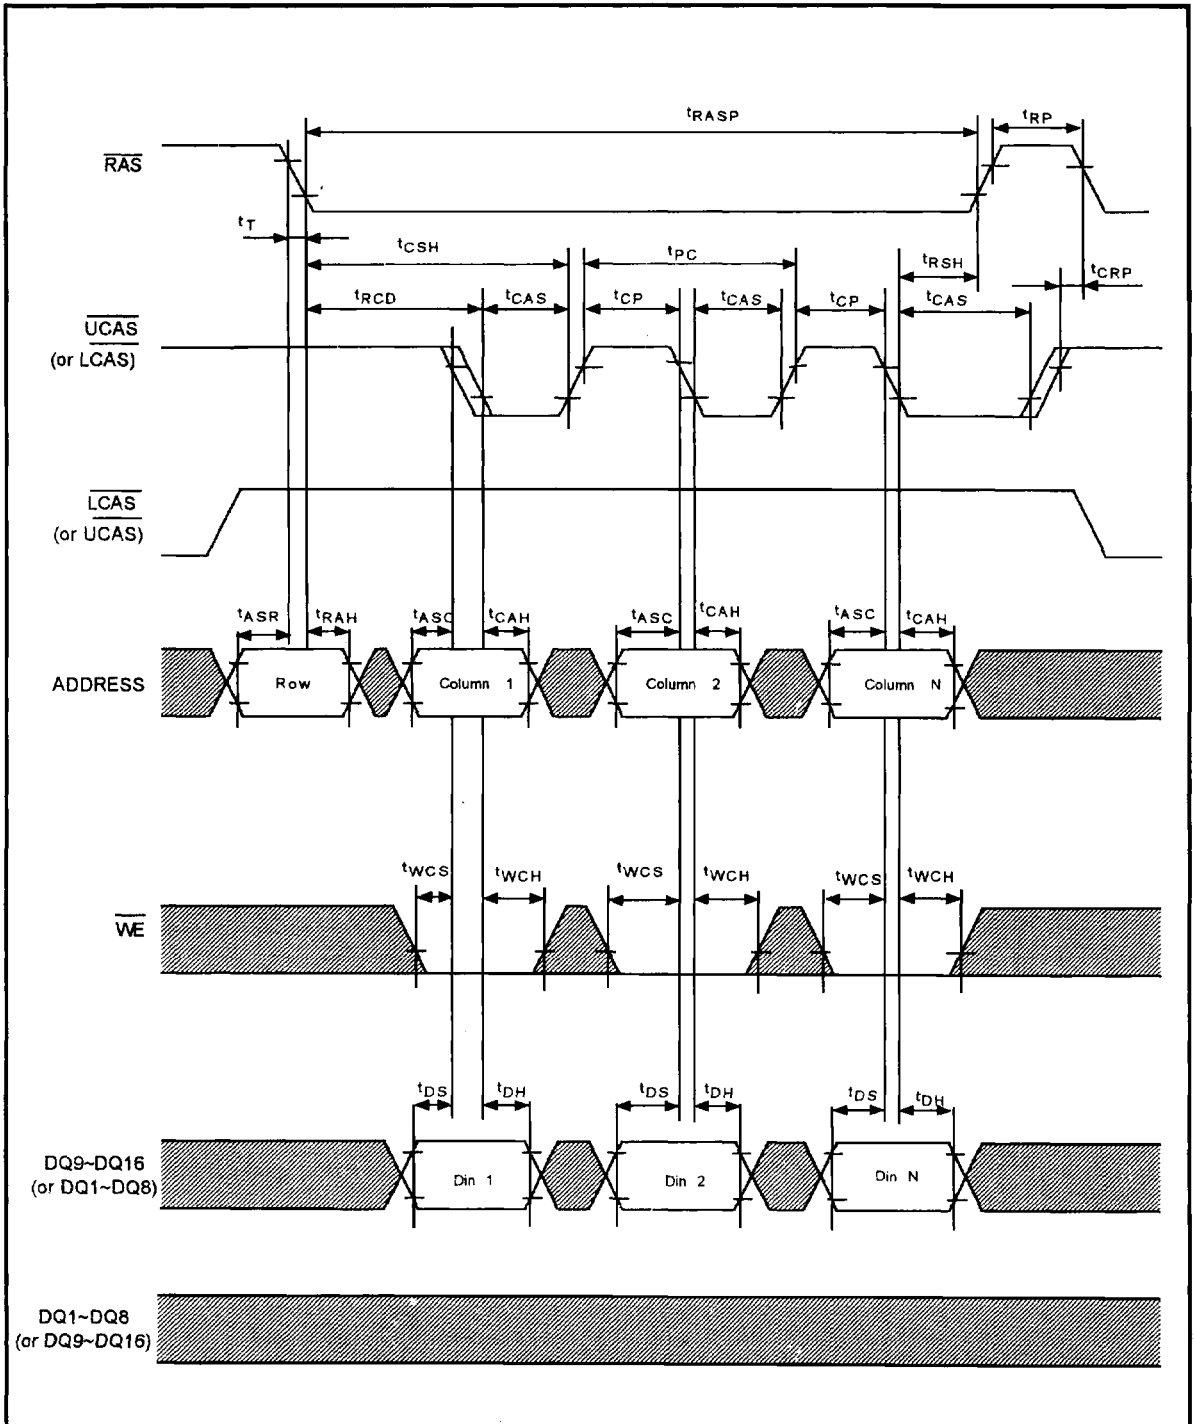 tRASP
tRP
RAS
tT
tCSH
tPC
tRSH
tCRP
tRCD
tCAS
tCP
tCAS
tCP
tCAS
UCAS
(or LCAS)
LCAS
(or UCAS)
tASR
tRAH
tASC
tCAH
tASC
tCAH
tASC
tCAH
ADDRESS
Row
Column 1
Column 2
Column N
tWCS
tWCH
tWCS
tWCH
tWCS
tWCH
WE
tDS
tDH
tDS
tDH
tDS
tDH
DQ9~DQ16
(or DQ1~DQ8)
Din 1
Din 2
Din N
DQ1~DQ8
(or DQ9~DQ16)